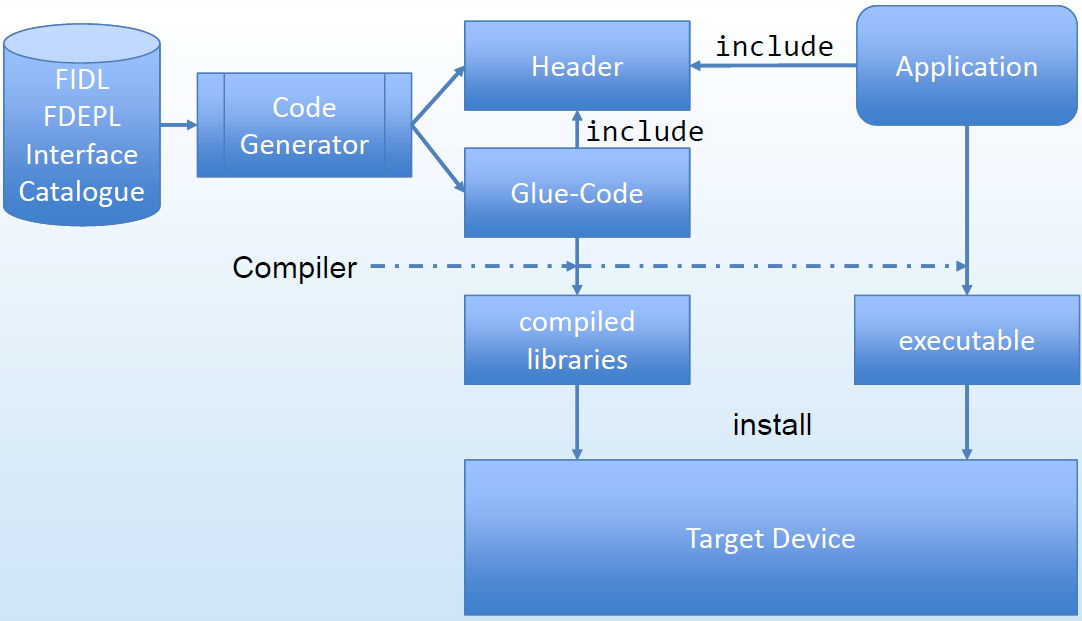 FIDL
FDEPL
Interface
Catalogue
Code
Generator
Header
include
Application
include
Glue-Code
Compiler
compiled
libraries
executable
install
Target Device